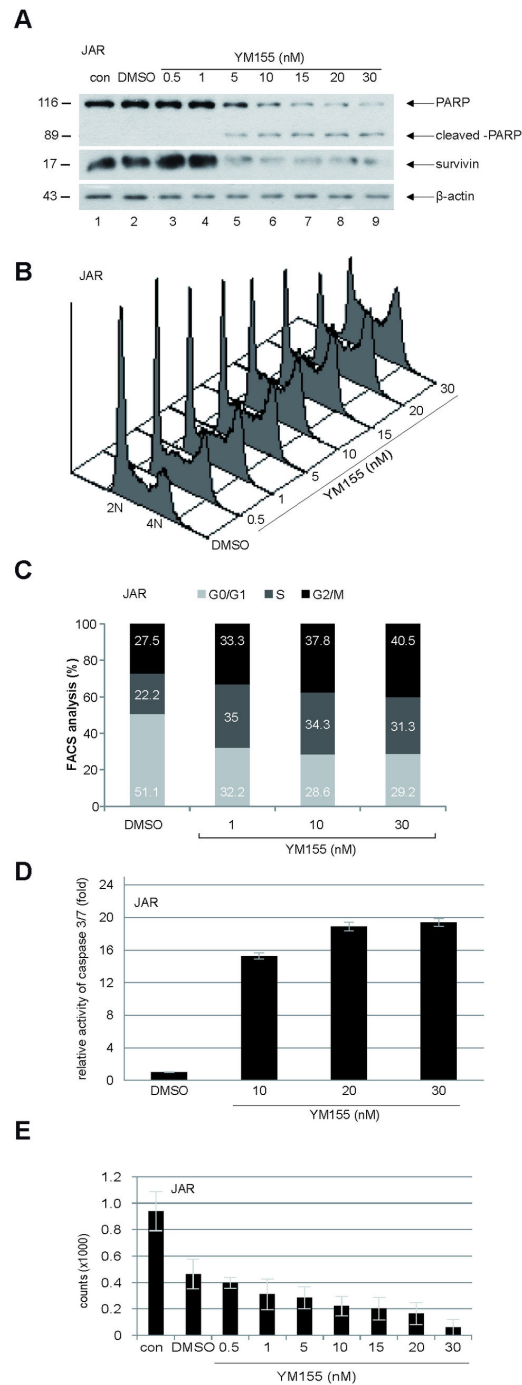 A
JAR
YM155 (nM)
con DMSO 0.5 1 5 10 15 20 30
116 PARP
89 cleaved -PARP
17 survivin
43 β-actin
1 2 3 4 5 6 7 8 9
B
JAR
2N
4N
DMSO
0.5
1
5
10
15
20
30
YM155 (nM)
C
JAR G0/G1 S G2/M
FACS analysis (%)
100
80
60
40
20
0
27.5 33.3 37.8 40.5
22.2 35 34.3 31.3
51.1 32.2 28.6 29.2
DMSO 1 10 30
YM155 (nM)
D
JAR
relative activity of caspase 3/7 (fold)
24
20
16
12
8
4
0
DMSO 10 20 30
YM155 (nM)
E
JAR
counts (x1000)
1.2
1.0
0.8
0.6
0.4
0.2
0
con DMSO 0.5 1 5 10 15 20 30
YM155 (nM)